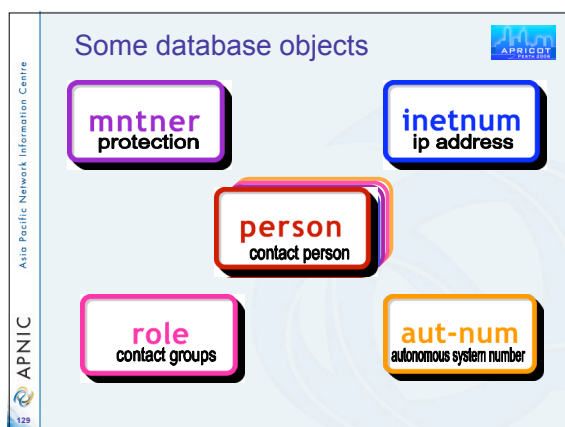 Some database objects
APRICOT
PERTH 2006
mntner
protection
inetnum
ip address
person
contact person
role
contact groups
aut-num
autonomous system number
Asia Pacific Network Information Centre
APNIC
129